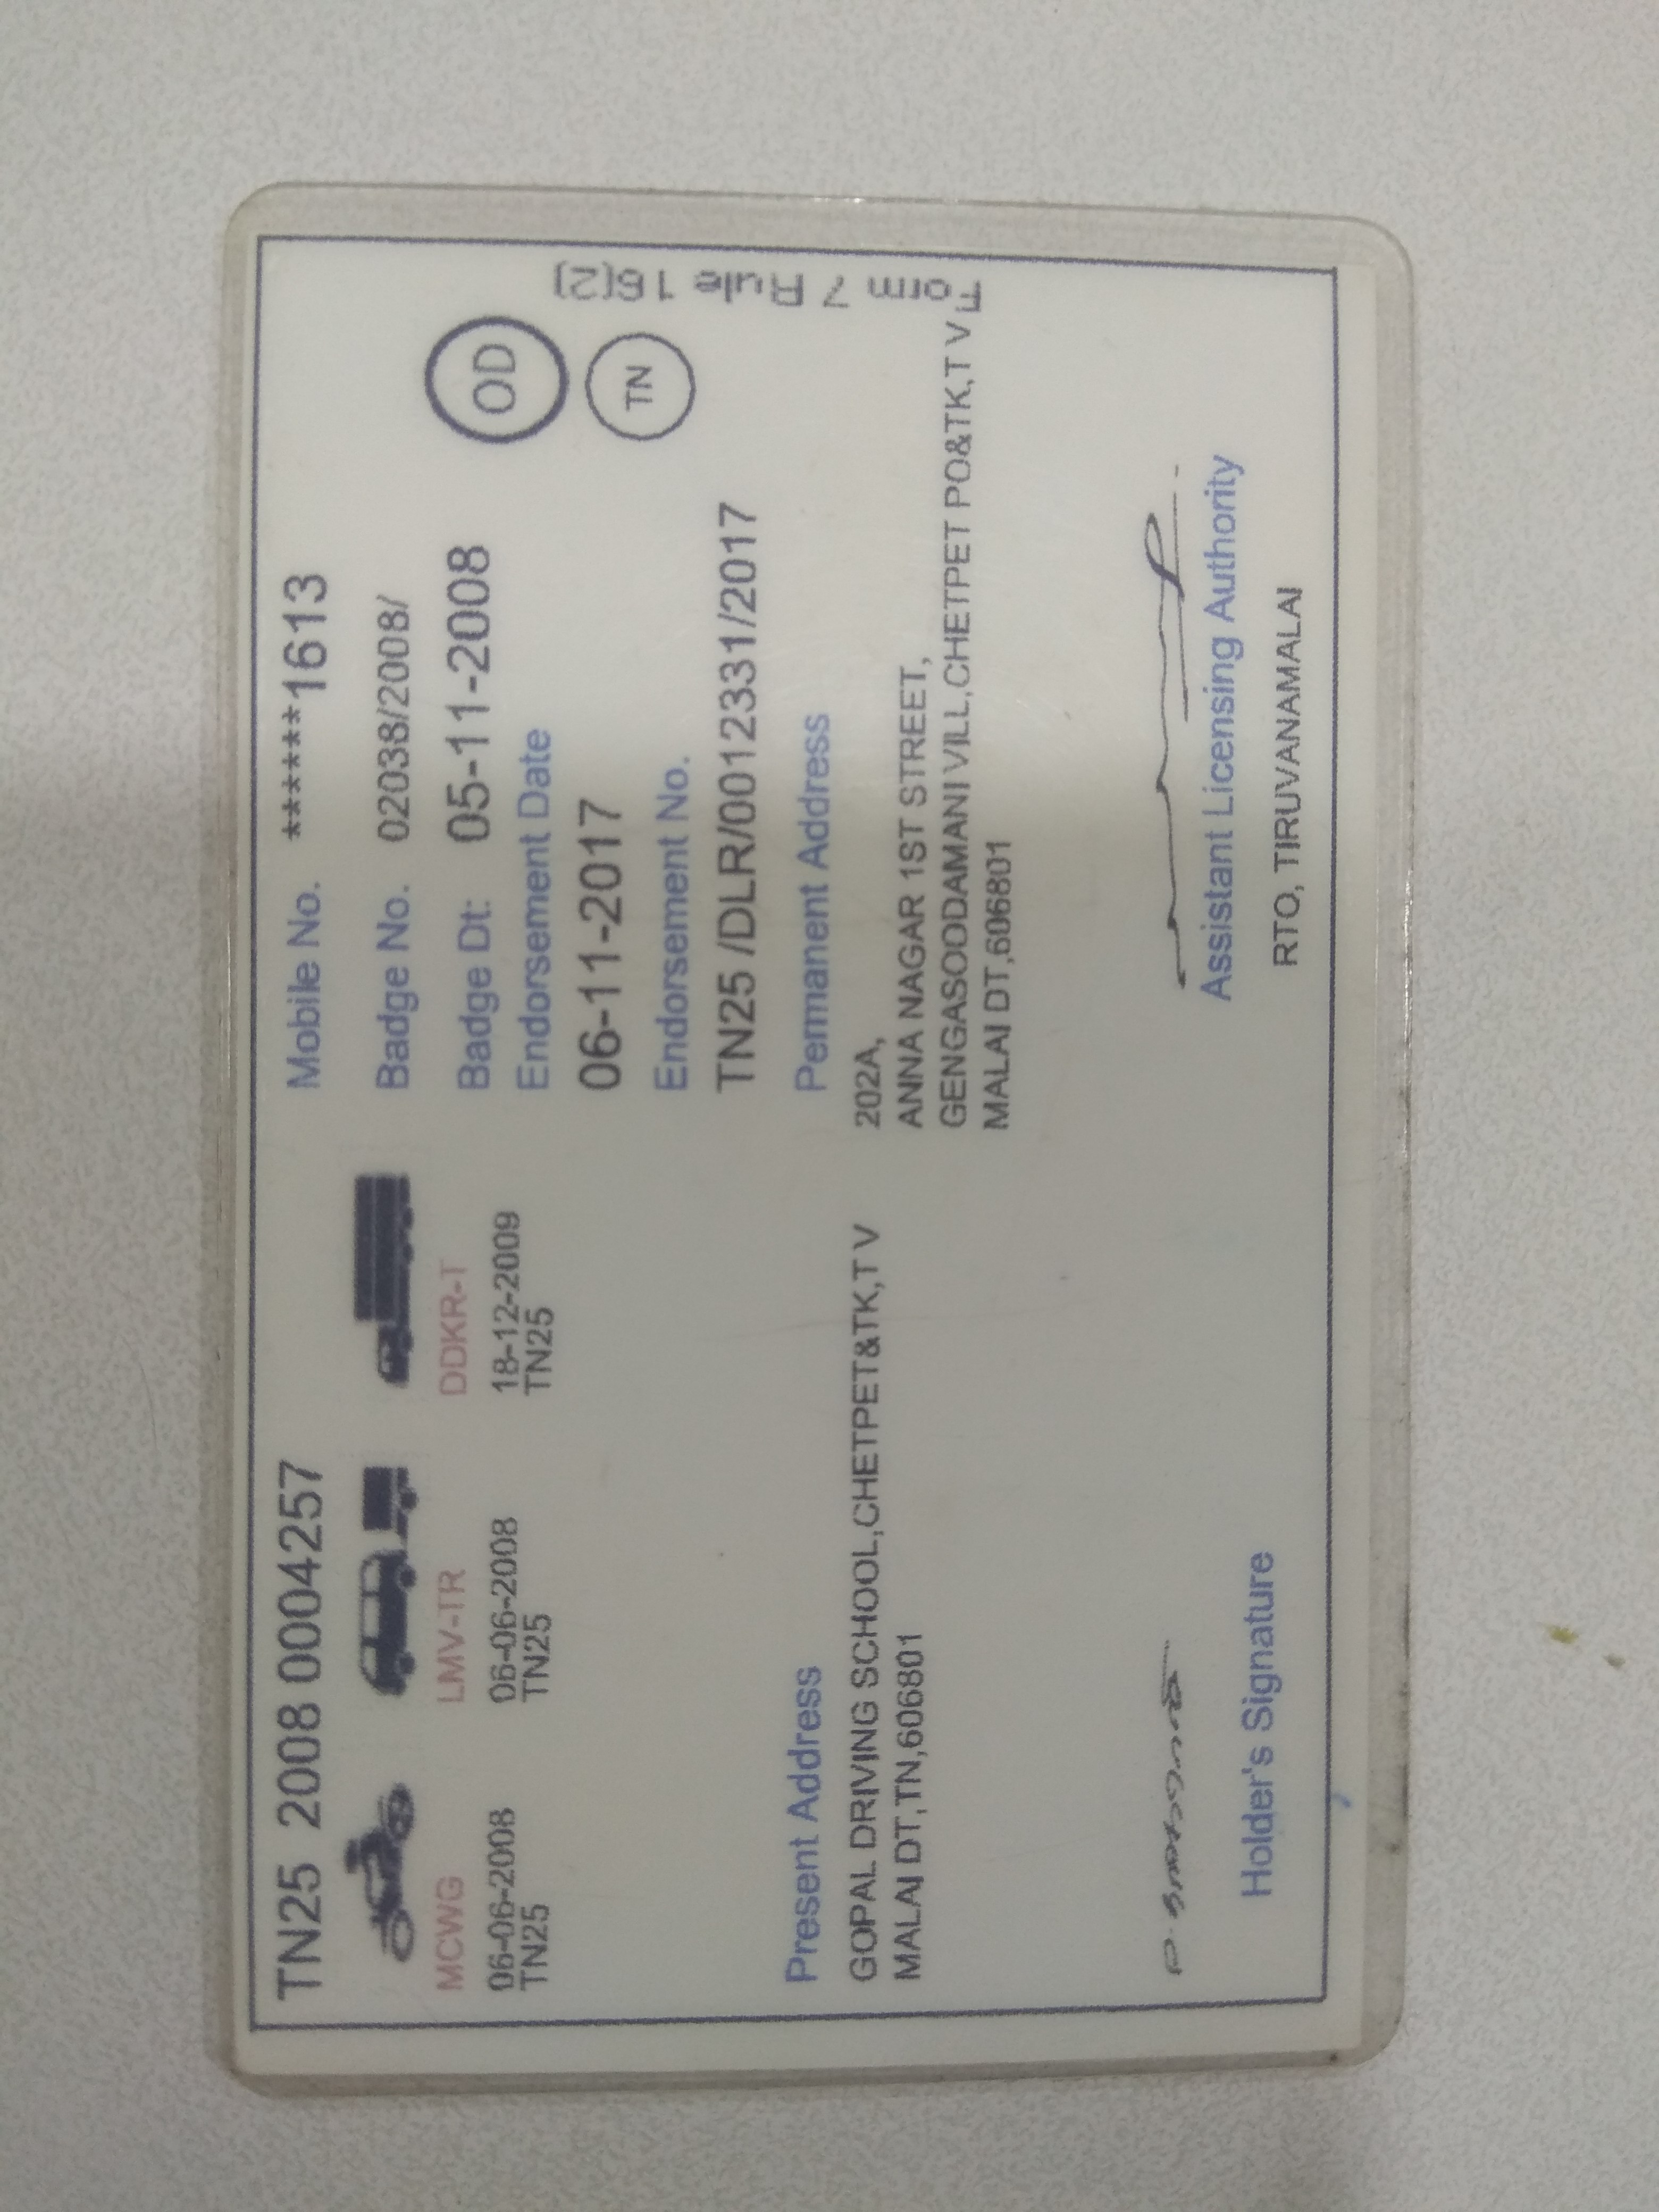 TN25 2008 0004257
MCWG
06-06-2008
TN25
LMV-TR
06-06-2008
TN25
DDKR-T
18-12-2009
TN25
Mobile No. ******1613
Badge No. 02038/2008/
Badge Dt: 05-11-2008
Endorsement Date
06-11-2017
Endorsement No.
TN25 /DLR/0012331/2017
OD
TN
Form 7 Rule 16(2)
Present Address
GOPAL DRIVING SCHOOL,CHETPET&TK,T V
MALAI DT,TN,606801
Permanent Address
202A,
ANNA NAGAR 1ST STREET,
GENGASOODAMANI VILL,CHETPET PO&TK,T V
MALAI DT,606801
Holder's Signature
Assistant Licensing Authority
RTO, TIRUVANAMALAI